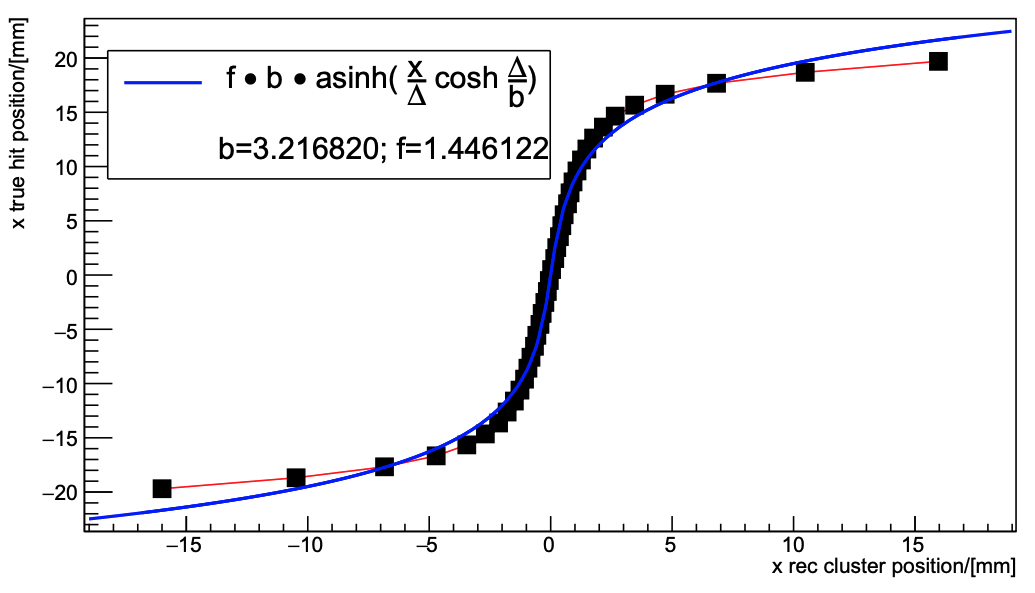 x true hit position/[mm]
f • b • asinh( x/Δ cosh Δ/b)
b=3.216820; f=1.446122
20
15
10
5
0
−5
−10
−15
−20
−15 −10 −5 0 5 10 15
x rec cluster position/[mm]